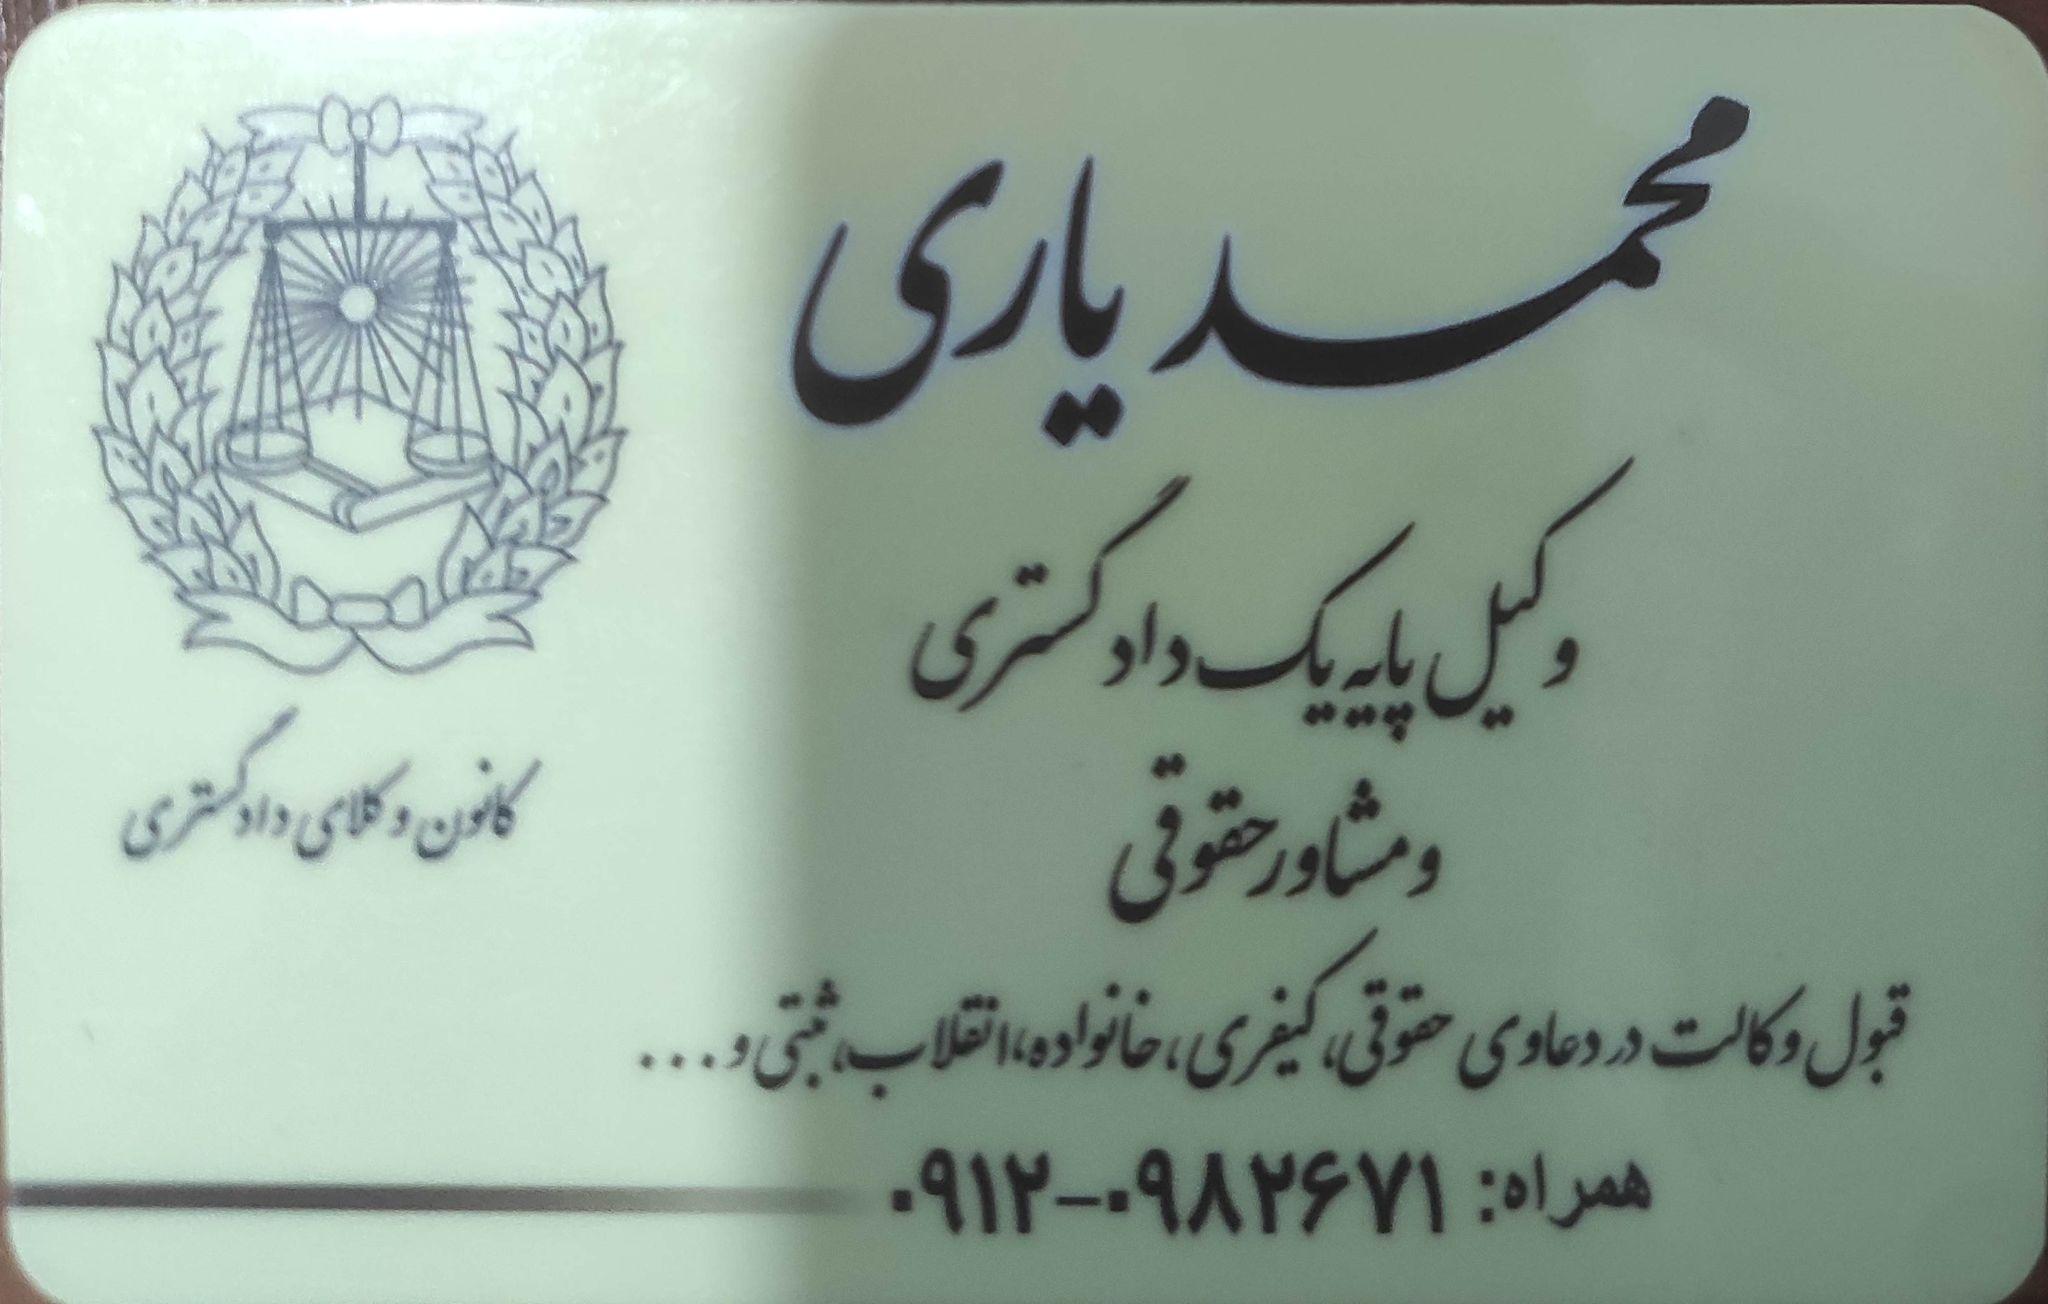 محمد یاری
وکیل پایه یک دادگستری
و مشاور حقوقی
قبول وکالت در دعاوی حقوقی، کیفری، خانواده، انقلاب، ثبتی و...
همراه: ۰۹۱۲-۰۹۸۲۶۷۱
کانون وکلای دادگستری